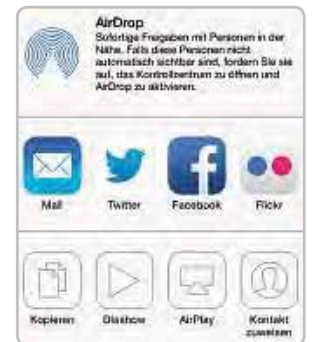 AirDrop
Sofortige Freigaben mit Personen in der
Nähe. Falls diese Personen nicht
automatisch sichtbar sind, fordern Sie sie
auf, das Kontrollzentrum zu öffnen und
AirDrop zu aktivieren.
Mail Twitter Facebook Flickr
Kopieren Diashow AirPlay Kontakt
zuweisen